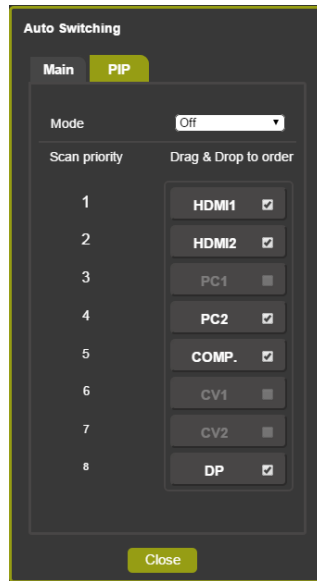 Auto Switching
Main PIP
Mode Off
Scan priority Drag & Drop to order
1 HDMI1
2 HDMI2
3 PC1
4 PC2
5 COMP.
6 CV1
7 CV2
8 DP
Close